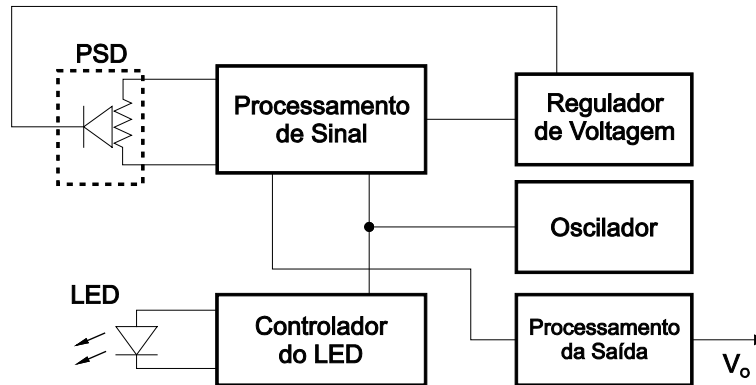 PSD
Processamento
de Sinal
Regulador
de Voltagem
Oscilador
LED
Controlador
do LED
Processamento
da Saída
Vo